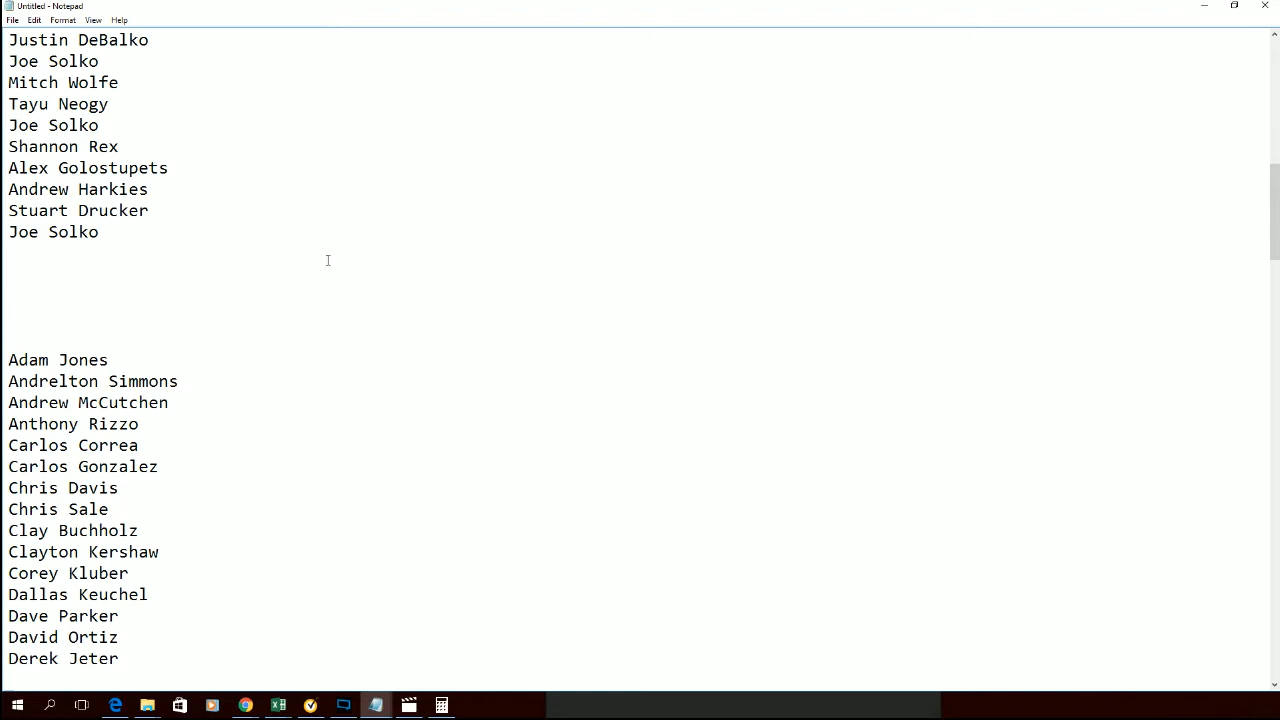 Untitled - Notepad
File Edit Format View Help
Justin DeBalko
Joe Solko
Mitch Wolfe
Tayu Neogy
Joe Solko
Shannon Rex
Alex Golostupets
Andrew Harkies
Stuart Drucker
Joe Solko
Adam Jones
Andrelton Simmons
Andrew McCutchen
Anthony Rizzo
Carlos Correa
Carlos Gonzalez
Chris Davis
Chris Sale
Clay Buchholz
Clayton Kershaw
Corey Kluber
Dallas Keuchel
Dave Parker
David Ortiz
Derek Jeter